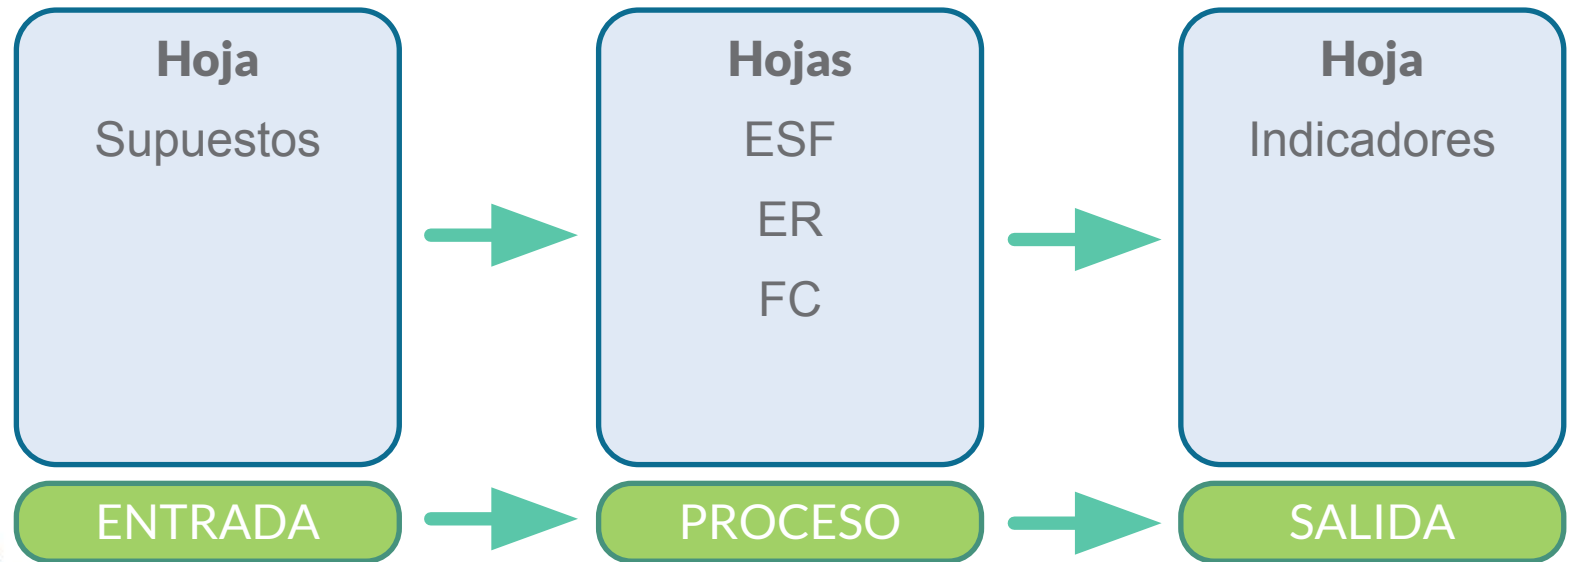 Hoja
Supuestos
Hojas
ESF
ER
FC
Hoja
Indicadores
ENTRADA
PROCESO
SALIDA